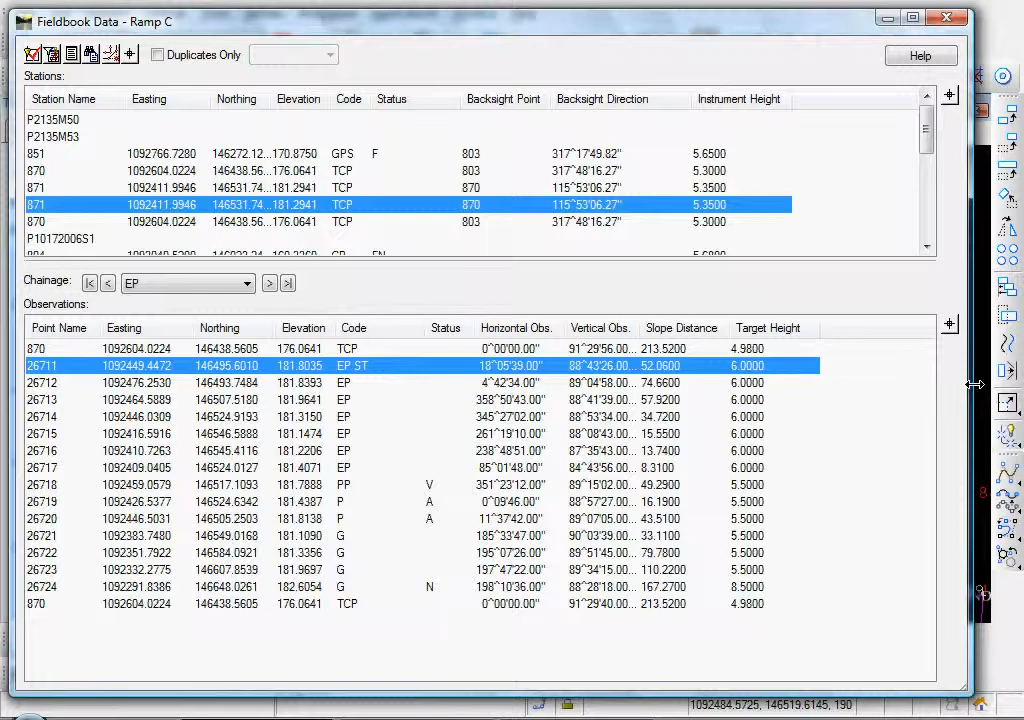 Fieldbook Data - Ramp C
Duplicates Only
Help
Stations:
Station Name Easting Northing Elevation Code Status Backsight Point Backsight Direction Instrument Height
P2135M50
P2135M53
851 1092766.7280 146272.12... 170.8750 GPS F 803 317^17'49.82" 5.6500
870 1092604.0224 146438.56... 176.0641 TCP 803 317^48'16.27" 5.3000
871 1092411.9946 146531.74... 181.2941 TCP 870 115^53'06.27" 5.3500
871 1092411.9946 146531.74... 181.2941 TCP 870 115^53'06.27" 5.3500
870 1092604.0224 146438.56... 176.0641 TCP 803 317^48'16.27" 5.3000
P10172006S1
Chainage: |< < EP > >|
Observations:
Point Name Easting Northing Elevation Code Status Horizontal Obs. Vertical Obs. Slope Distance Target Height
870 1092604.0224 146438.5605 176.0641 TCP 0^00'00.00" 91^29'56.00... 213.5200 4.9800
26711 1092449.4472 146495.6010 181.8035 EP ST 18^05'39.00" 88^43'26.00... 52.0600 6.0000
26712 1092476.2530 146493.7484 181.8393 EP 4^42'34.00" 89^04'58.00... 74.6600 6.0000
26713 1092464.5889 146507.5180 181.9641 EP 358^50'43.00" 88^41'39.00... 57.9200 6.0000
26714 1092446.0309 146524.9193 181.3150 EP 345^27'02.00" 88^53'34.00... 34.7200 6.0000
26715 1092416.5916 146546.5888 181.1474 EP 261^19'10.00" 88^08'43.00... 15.5500 6.0000
26716 1092410.7263 146545.4116 181.2206 EP 238^48'51.00" 87^35'43.00... 13.7400 6.0000
26717 1092409.0405 146524.0127 181.4071 EP 85^01'48.00" 84^43'56.00... 8.3100 6.0000
26718 1092459.0579 146517.1093 181.7888 PP V 351^23'12.00" 89^15'02.00... 49.2900 5.5000
26719 1092426.5377 146524.6342 181.4387 P A 0^09'46.00" 88^57'27.00... 16.1900 5.5000
26720 1092446.5031 146505.2503 181.8138 P A 11^37'42.00" 89^07'05.00... 43.5100 5.5000
26721 1092383.7480 146549.0168 181.1090 G 185^33'47.00" 90^03'39.00... 33.1100 5.5000
26722 1092351.7922 146584.0921 181.3356 G 195^07'26.00" 89^51'45.00... 79.7800 5.5000
26723 1092332.2775 146607.8539 181.9697 G 197^47'22.00" 89^34'15.00... 110.2200 5.5000
26724 1092291.8386 146648.0261 182.6054 G N 198^10'36.00" 88^28'18.00... 167.2700 8.5000
870 1092604.0224 146438.5605 176.0641 TCP 0^00'00.00" 91^29'40.00... 213.5200 4.9800
1092484.5725, 146519.6145, 190